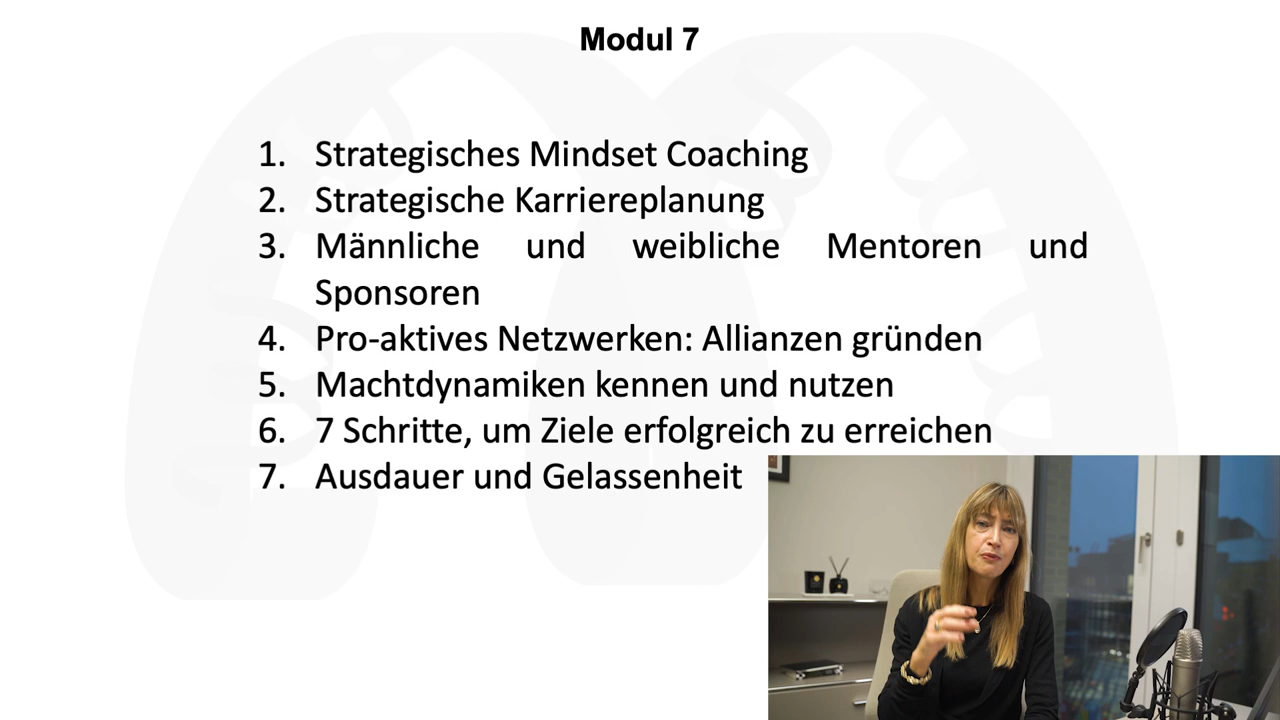 Modul 7
1. Strategisches Mindset Coaching
2. Strategische Karriereplanung
3. Männliche und weibliche Mentoren und
Sponsoren
4. Pro-aktives Netzwerken: Allianzen gründen
5. Machtdynamiken kennen und nutzen
6. 7 Schritte, um Ziele erfolgreich zu erreichen
7. Ausdauer und Gelassenheit